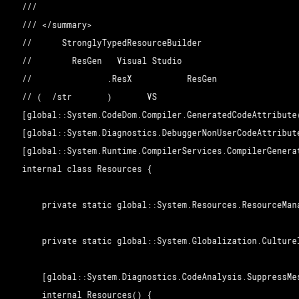 ///
/// </summary>
// StronglyTypedResourceBuilder
// ResGen Visual Studio
// .ResX ResGen
// ( /str ) VS
[global::System.CodeDom.Compiler.GeneratedCodeAttribute(
[global::System.Diagnostics.DebuggerNonUserCodeAttribute
[global::System.Runtime.CompilerServices.CompilerGenerat
internal class Resources {
private static global::System.Resources.ResourceMana
private static global::System.Globalization.CultureI
[global::System.Diagnostics.CodeAnalysis.SuppressMes
internal Resources() {